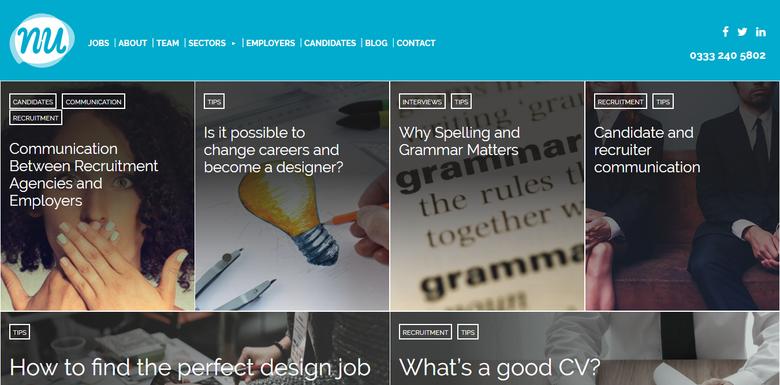 nu
JOBS | ABOUT | TEAM | SECTORS | EMPLOYERS | CANDIDATES | BLOG | CONTACT
0333 240 5802
CANDIDATES COMMUNICATION
RECRUITMENT
Communication
Between Recruitment
Agencies and
Employers
TIPS
Is it possible to
change careers and
become a designer?
INTERVIEWS TIPS
Why Spelling and
Grammar Matters
writing 'gra
grammar
the rules t
together w
gramma
noun
RECRUITMENT TIPS
Candidate and
recruiter
communication
TIPS
How to find the perfect design job
RECRUITMENT TIPS
What's a good CV?